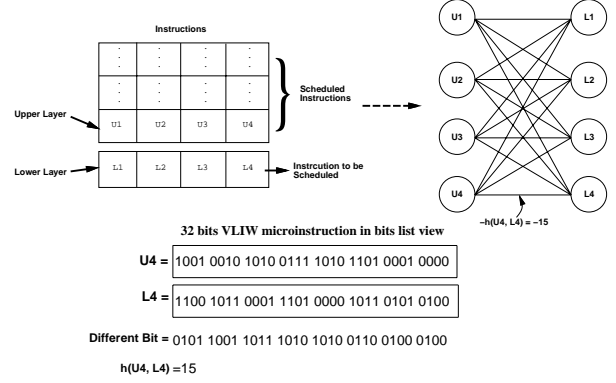 Instructions
U1 U2 U3 U4
L1 L2 L3 L4
Upper Layer
Lower Layer
Scheduled
Instructions
Instrcution to be
Scheduled
U1 L1
U2 L2
U3 L3
U4 L4
–h(U4, L4) = –15
32 bits VLIW microinstruction in bits list view
U4 = 1001 0010 1010 0111 1010 1101 0001 0000
L4 = 1100 1011 0001 1101 0000 1011 0101 0100
Different Bit = 0101 1001 1011 1010 1010 0110 0100 0100
h(U4, L4) =15